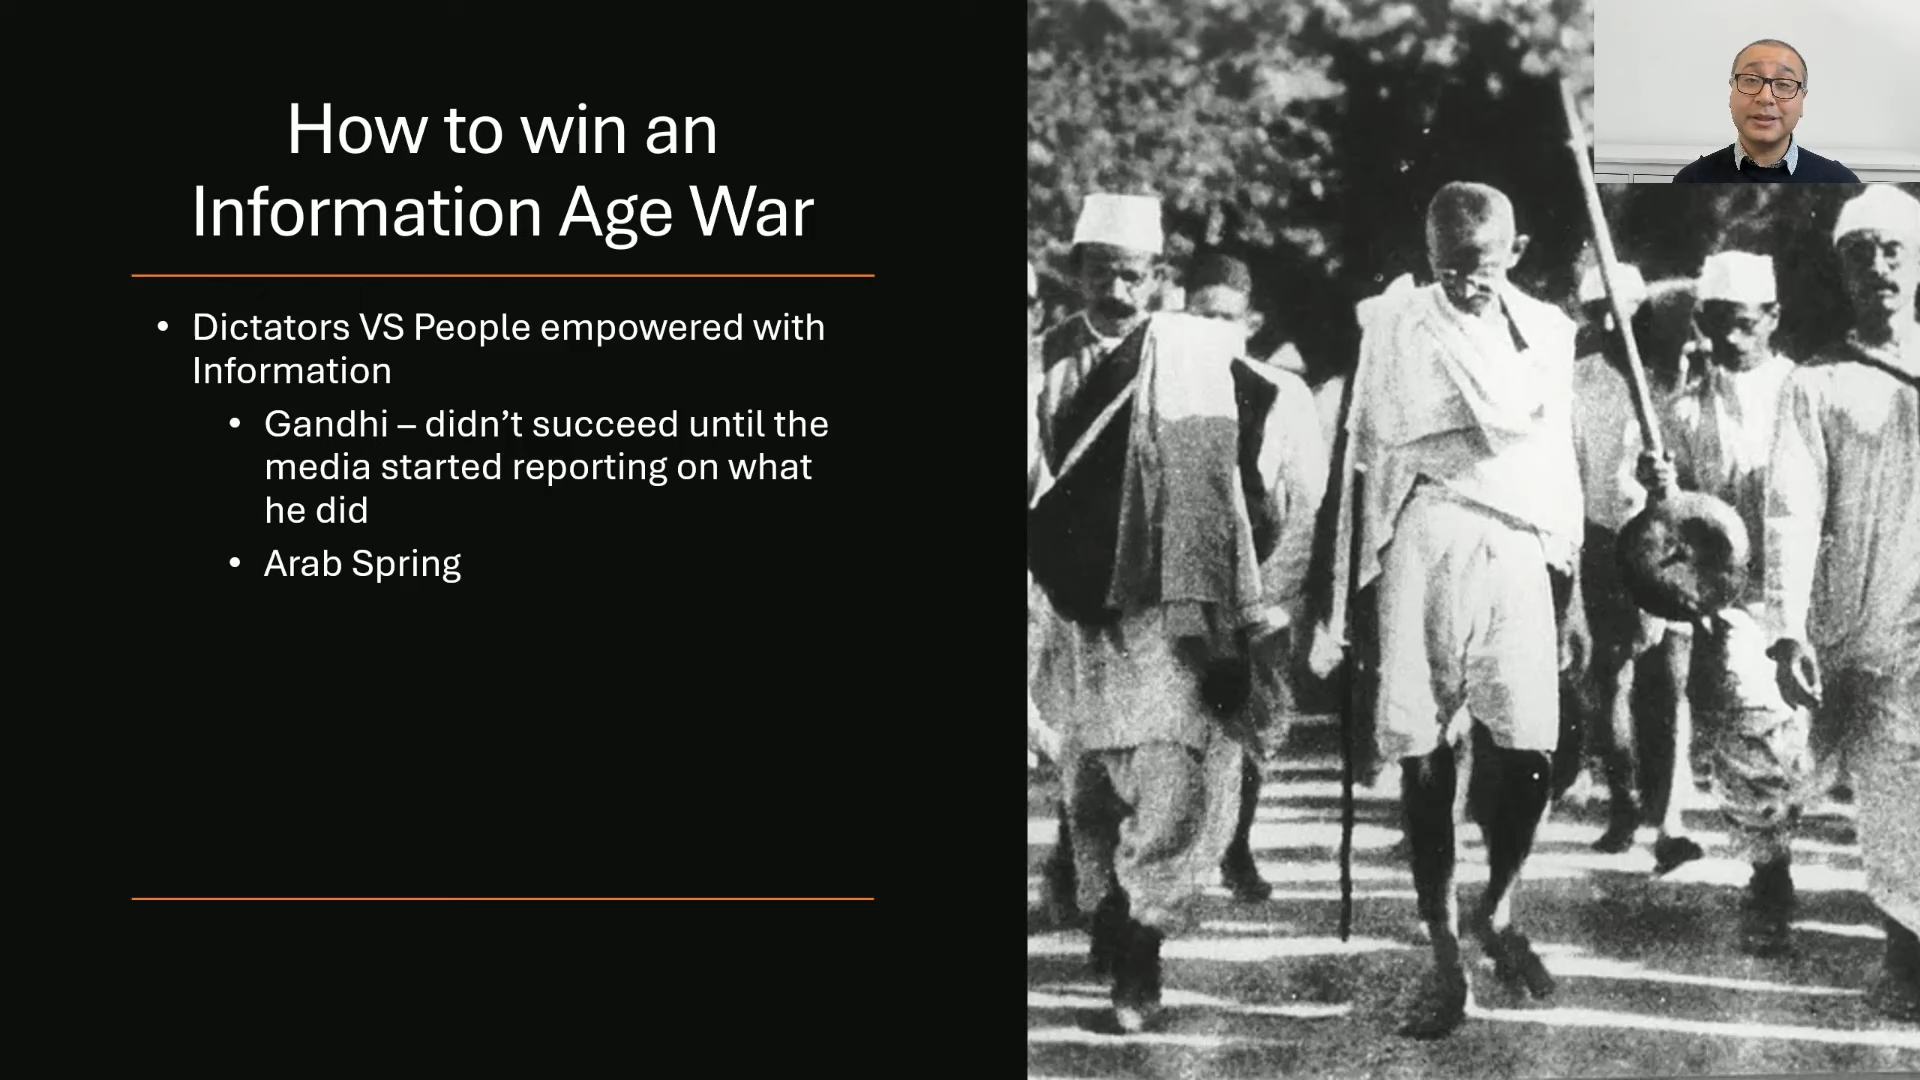 How to win an
Information Age War
• Dictators VS People empowered with
Information
• Gandhi – didn’t succeed until the
media started reporting on what
he did
• Arab Spring